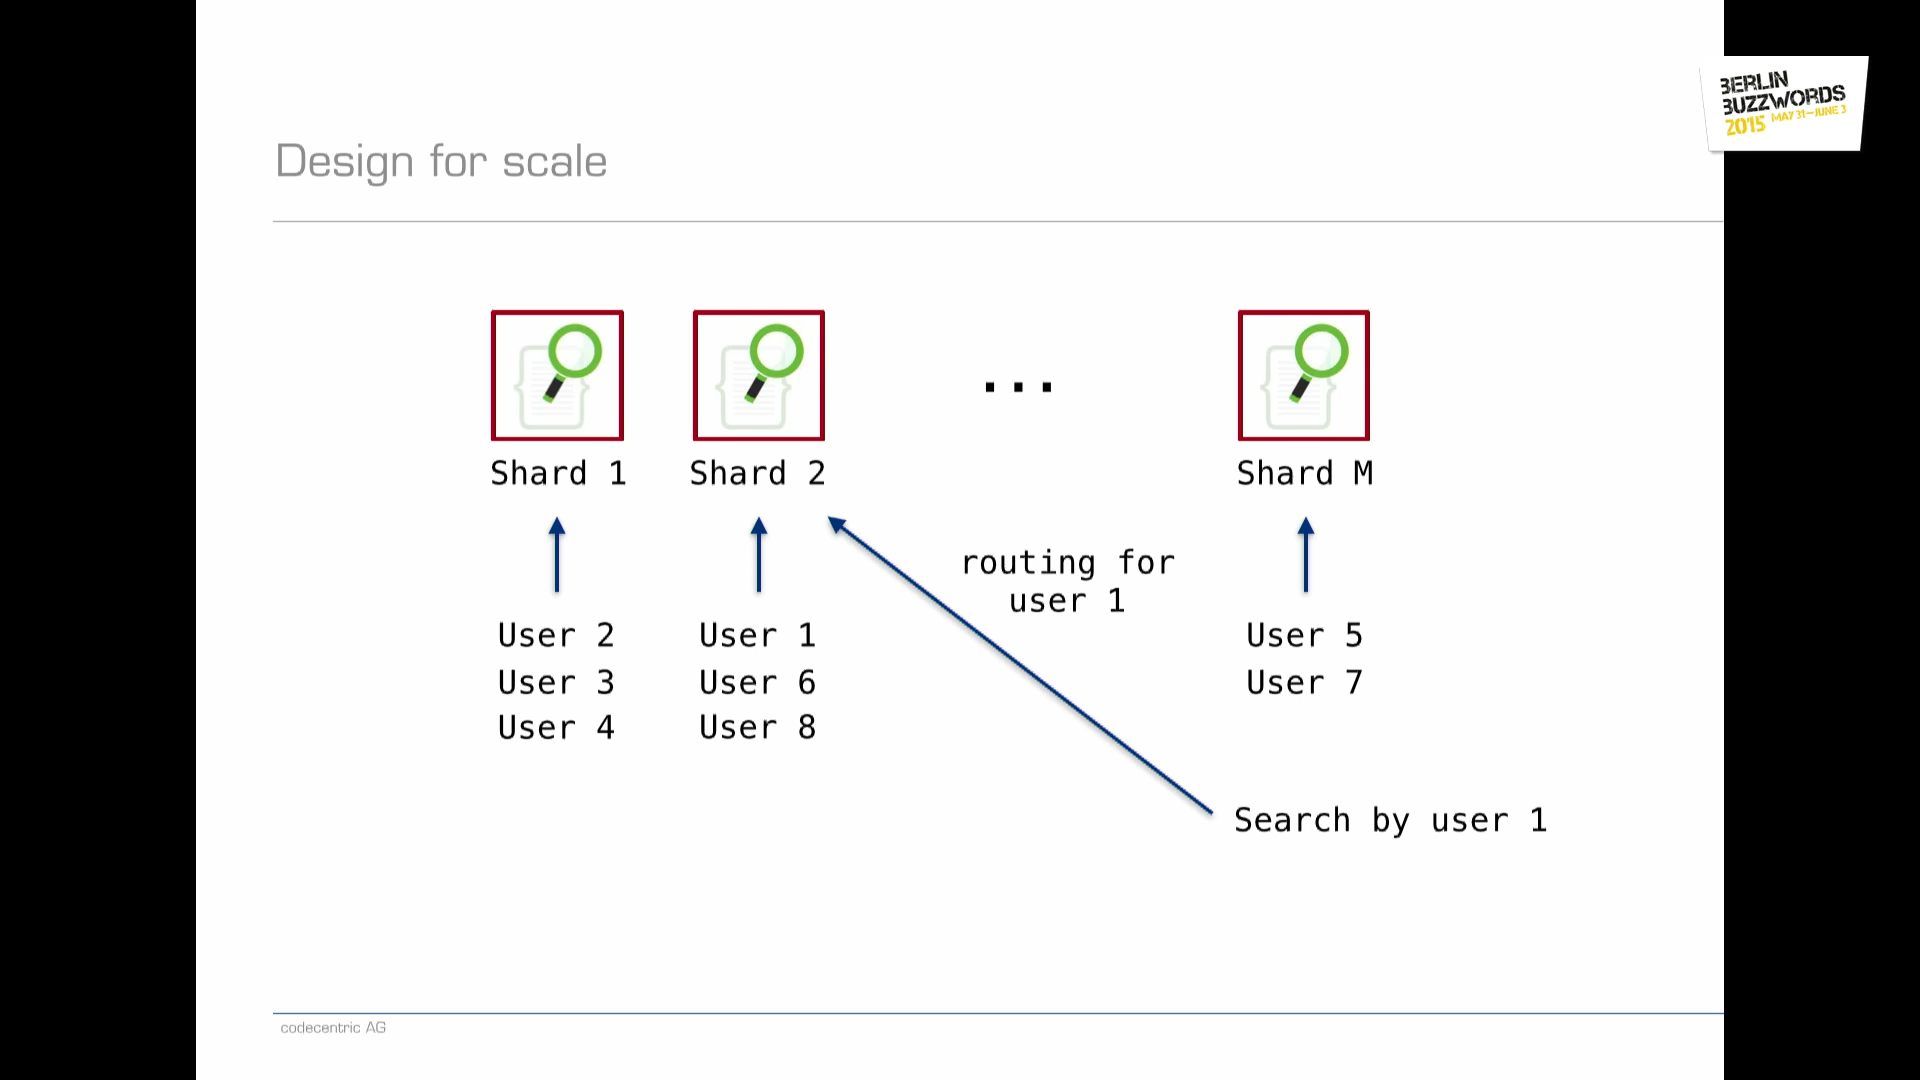 BERLIN
BUZZWORDS
2015 MAY 31-JUNE 3
Design for scale
...
Shard 1
Shard 2
Shard M
routing for
user 1
User 2
User 3
User 4
User 1
User 6
User 8
User 5
User 7
Search by user 1
codecentric AG